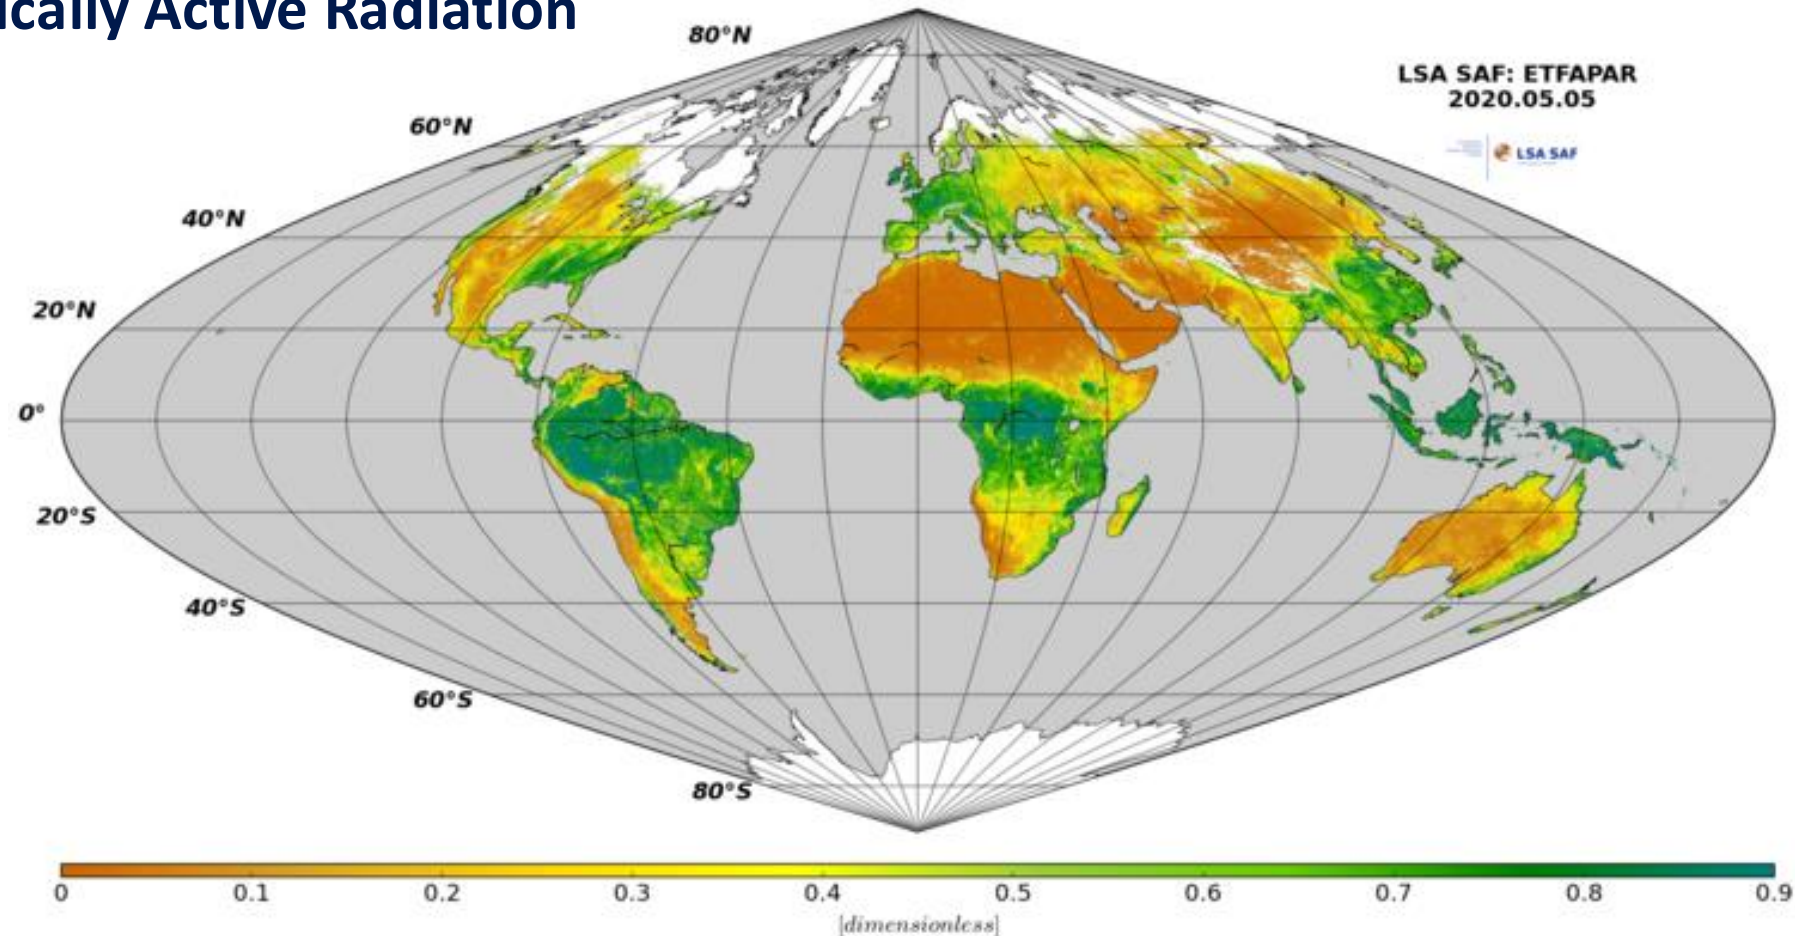 ically Active Radiation
LSA SAF: ETFAPAR
2020.05.05
LSA SAF
80°N
60°N
40°N
20°N
0°
20°S
40°S
60°S
80°S
0 0.1 0.2 0.3 0.4 0.5 0.6 0.7 0.8 0.9
[dimensionless]